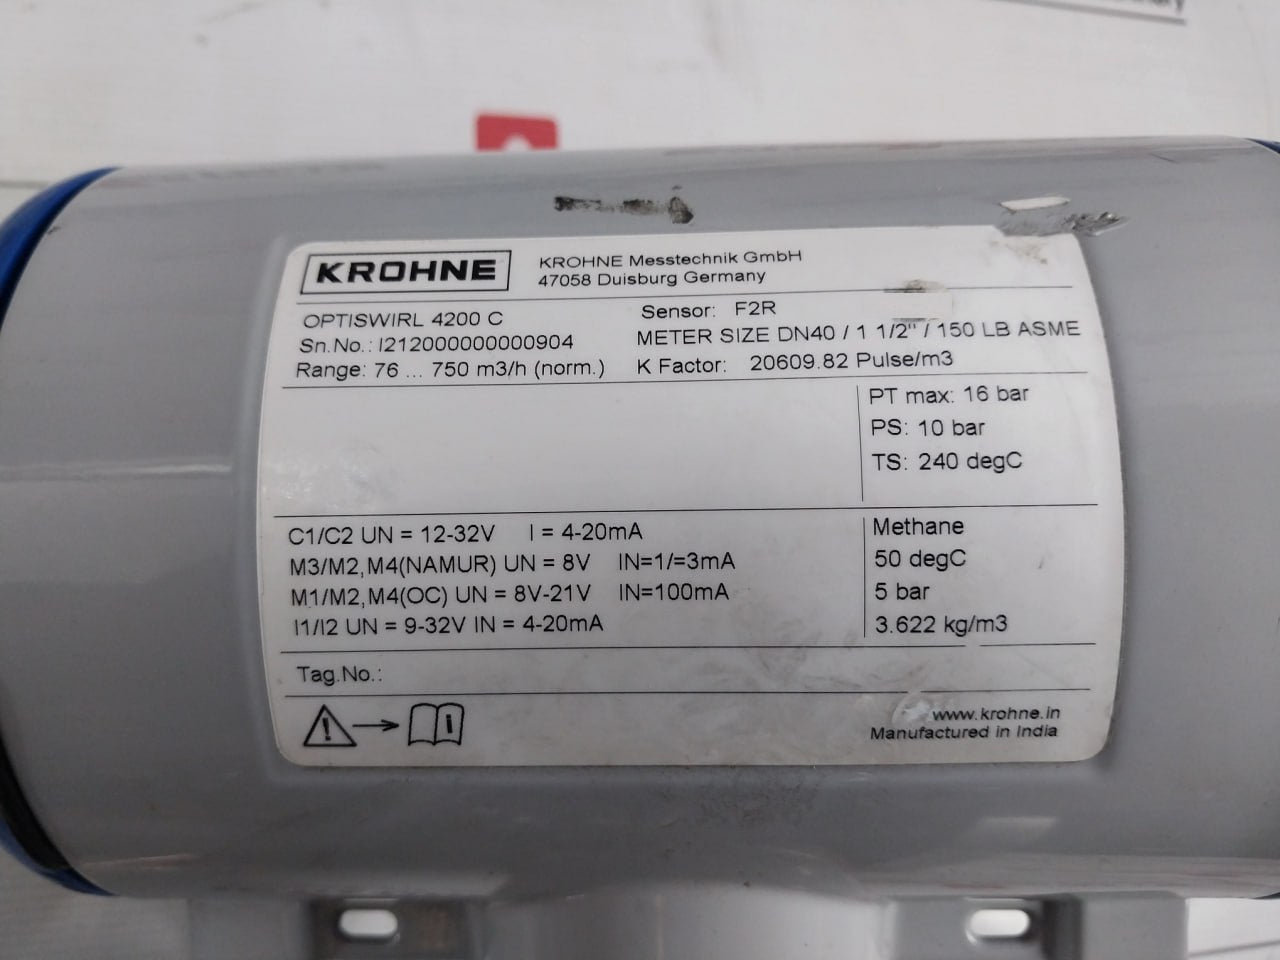 KROHNE
KROHNE Messtechnik GmbH
47058 Duisburg Germany
OPTISWIRL 4200 C
Sensor: F2R
Sn.No.: I212000000000904
METER SIZE DN40 / 1 1/2" / 150 LB ASME
Range: 76 ... 750 m3/h (norm.)
K Factor: 20609.82 Pulse/m3
PT max: 16 bar
PS: 10 bar
TS: 240 degC
C1/C2 UN = 12-32V I = 4-20mA
M3/M2,M4(NAMUR) UN = 8V IN=1/=3mA
M1/M2,M4(OC) UN = 8V-21V IN=100mA
I1/I2 UN = 9-32V IN = 4-20mA
Methane
50 degC
5 bar
3.622 kg/m3
Tag.No.:
www.krohne.in
Manufactured in India